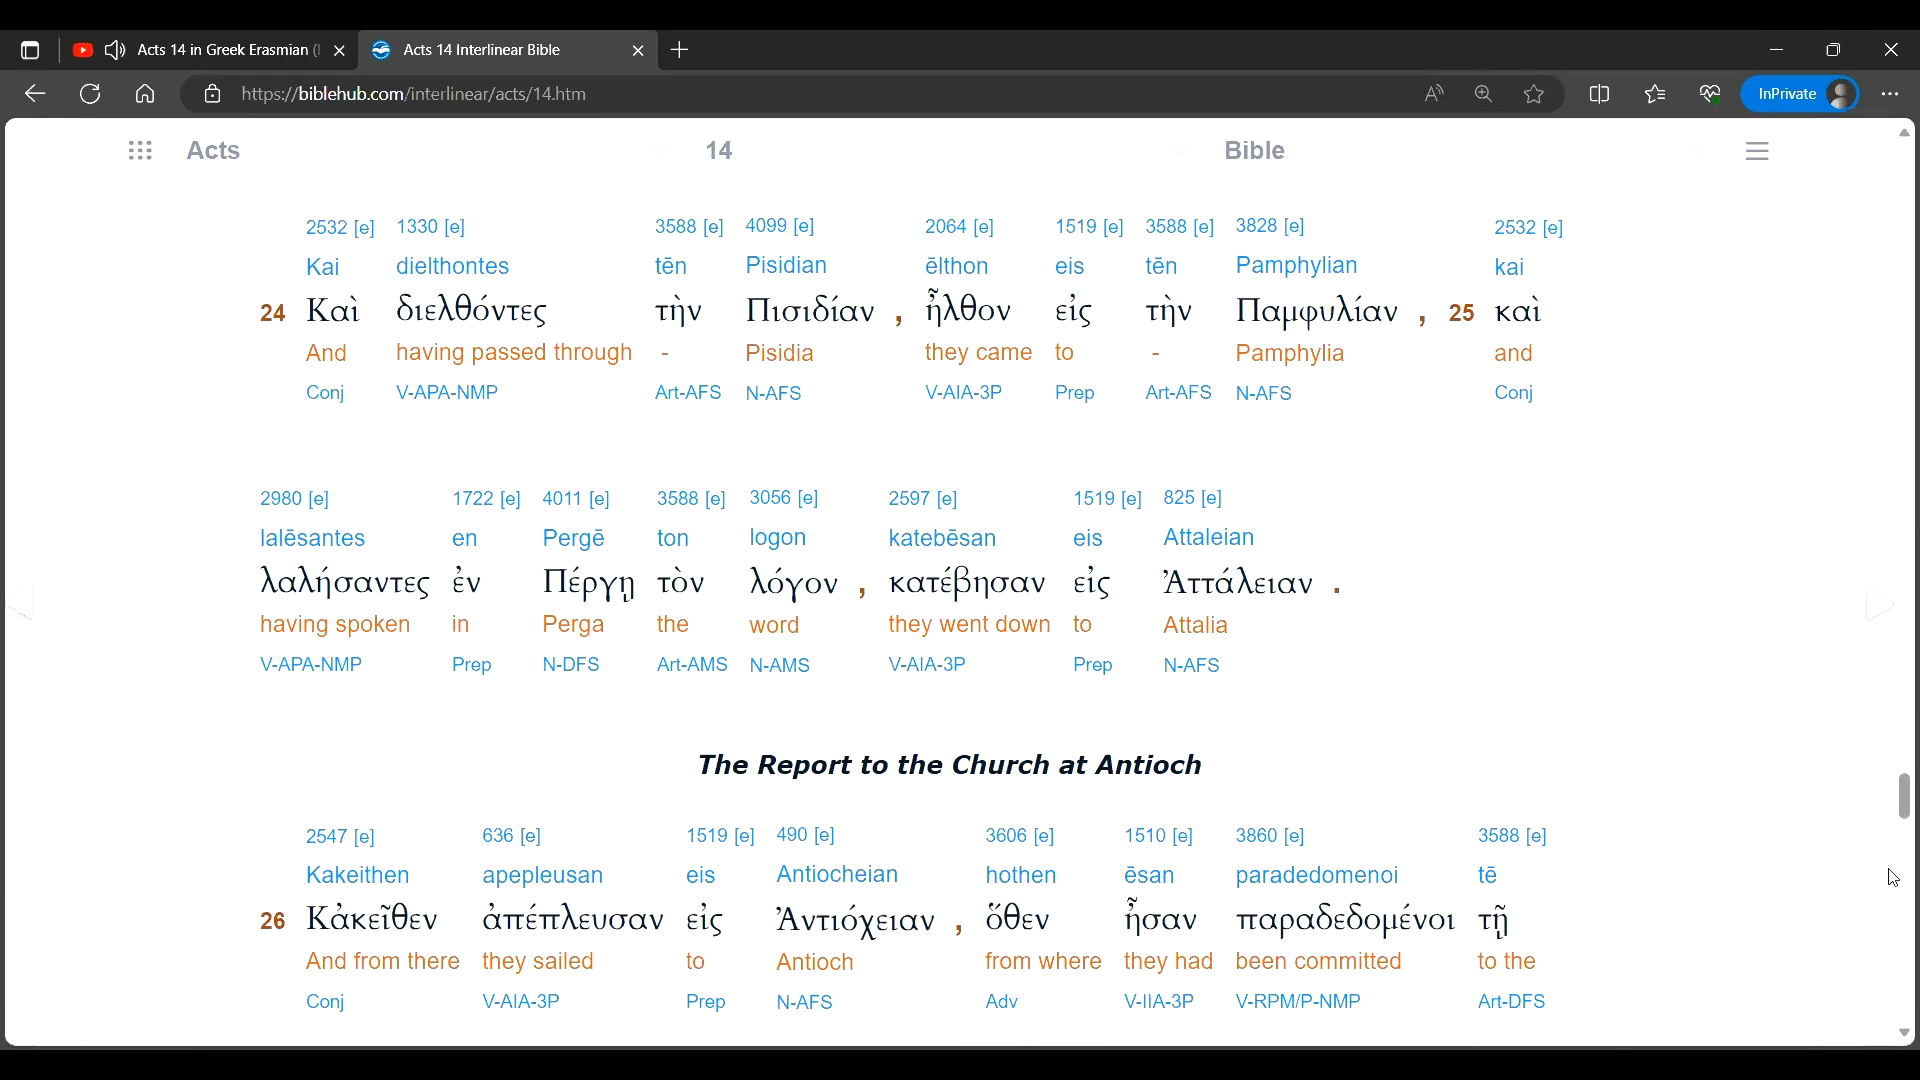 Acts 14 in Greek Erasmian (
Acts 14 Interlinear Bible
https://biblehub.com/interlinear/acts/14.htm
InPrivate
Acts 14 Bible
2532 [e] 1330 [e] 3588 [e] 4099 [e] 2064 [e] 1519 [e] 3588 [e] 3828 [e] 2532 [e]
Kai dielthontes tēn Pisidian ēlthon eis tēn Pamphylian kai
24 Καὶ διελθόντες τὴν Πισιδίαν , ἦλθον εἰς τὴν Παμφυλίαν , 25 καὶ
And having passed through - Pisidia they came to - Pamphylia and
Conj V-APA-NMP Art-AFS N-AFS V-AIA-3P Prep Art-AFS N-AFS Conj
2980 [e] 1722 [e] 4011 [e] 3588 [e] 3056 [e] 2597 [e] 1519 [e] 825 [e]
lalēsantes en Pergē ton logon katebēsan eis Attaleian
λαλήσαντες ἐν Πέργῃ τὸν λόγον , κατέβησαν εἰς Ἀττάλειαν .
having spoken in Perga the word they went down to Attalia
V-APA-NMP Prep N-DFS Art-AMS N-AMS V-AIA-3P Prep N-AFS
The Report to the Church at Antioch
2547 [e] 636 [e] 1519 [e] 490 [e] 3606 [e] 1510 [e] 3860 [e] 3588 [e]
Kakeithen apepleusan eis Antiocheian hothen ēsan paradedomenoi tē
26 Κἀκεῖθεν ἀπέπλευσαν εἰς Ἀντιόχειαν , ὅθεν ἦσαν παραδεδομένοι τῇ
And from there they sailed to Antioch from where they had been committed to the
Conj V-AIA-3P Prep N-AFS Adv V-IIA-3P V-RPM/P-NMP Art-DFS